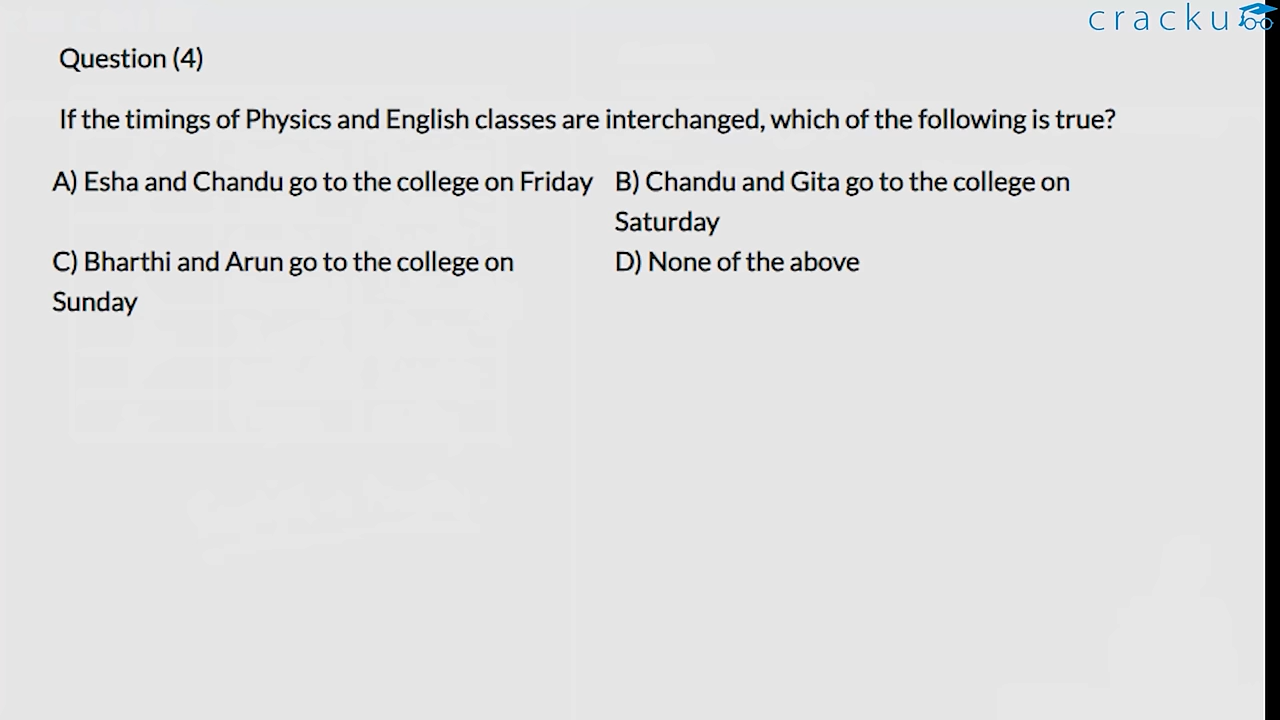 cracku
Question (4)
If the timings of Physics and English classes are interchanged, which of the following is true?
A) Esha and Chandu go to the college on Friday B) Chandu and Gita go to the college on
Saturday
C) Bharthi and Arun go to the college on D) None of the above
Sunday